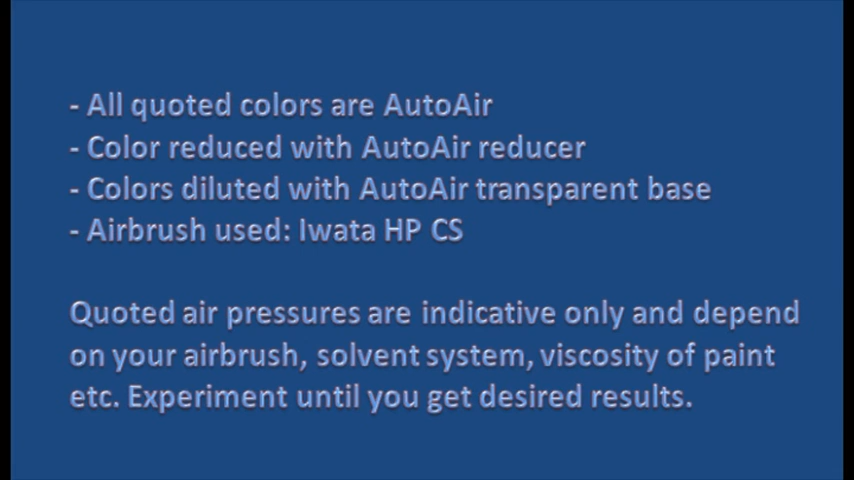 - All quoted colors are AutoAir
- Color reduced with AutoAir reducer
- Colors diluted with AutoAir transparent base
- Airbrush used: Iwata HP CS
Quoted air pressures are indicative only and depend
on your airbrush, solvent system, viscosity of paint
etc. Experiment until you get desired results.